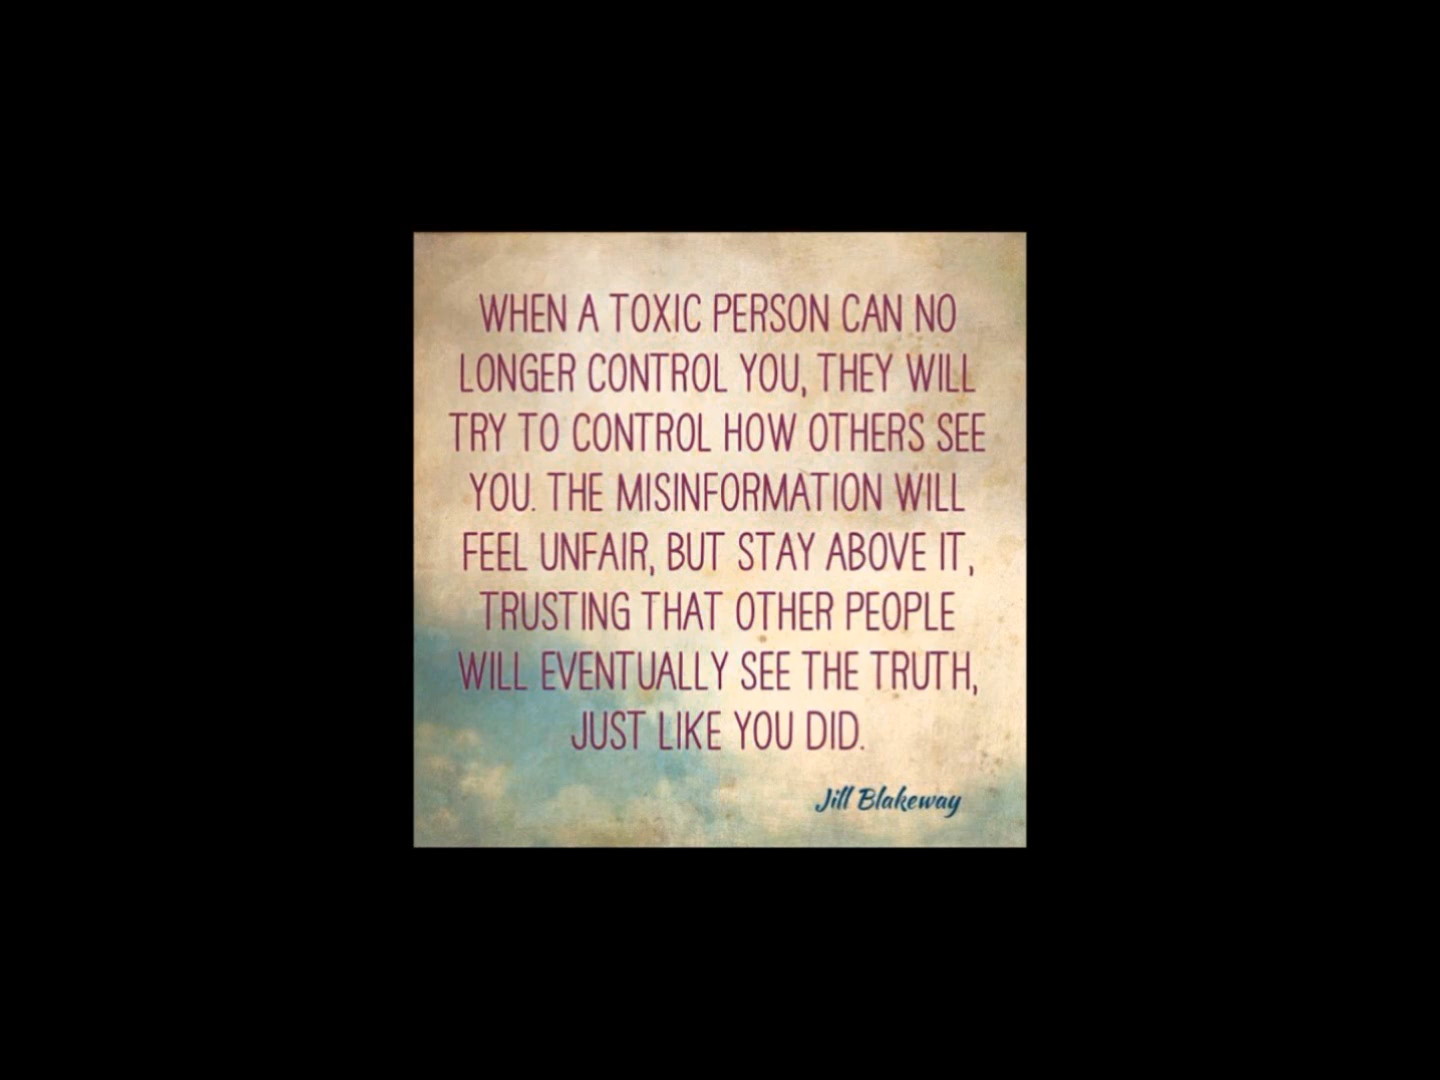 WHEN A TOXIC PERSON CAN NO
LONGER CONTROL YOU, THEY WILL
TRY TO CONTROL HOW OTHERS SEE
YOU. THE MISINFORMATION WILL
FEEL UNFAIR, BUT STAY ABOVE IT,
TRUSTING THAT OTHER PEOPLE
WILL EVENTUALLY SEE THE TRUTH,
JUST LIKE YOU DID.
Jill Blakeway